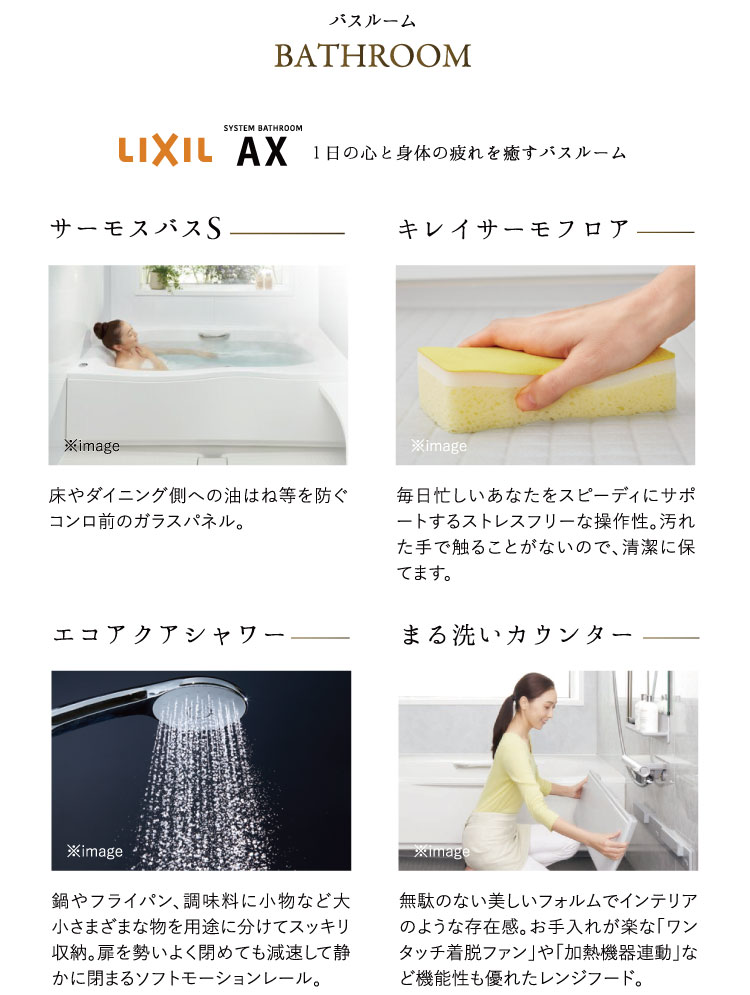 バスルーム
BATHROOM
LIXIL SYSTEM BATHROOM AX 1日の心と身体の疲れを癒すバスルーム
サーモスバスS
※image
床やダイニング側への油はね等を防ぐ
コンロ前のガラスパネル。
キレイサーモフロア
※image
毎日忙しいあなたをスピーディにサポ
ートするストレスフリーな操作性。汚れ
た手で触ることがないので、清潔に保
てます。
エコアクアシャワー
※image
鍋やフライパン、調味料に小物など大
小さまざまな物を用途に分けてスッキリ
収納。扉を勢いよく閉めても減速して静
かに閉まるソフトモーションレール。
まる洗いカウンター
※image
無駄のない美しいフォルムでインテリア
のような存在感。お手入れが楽な「ワン
タッチ着脱ファン」や「加熱機器連動」な
ど機能性も優れたレンジフード。